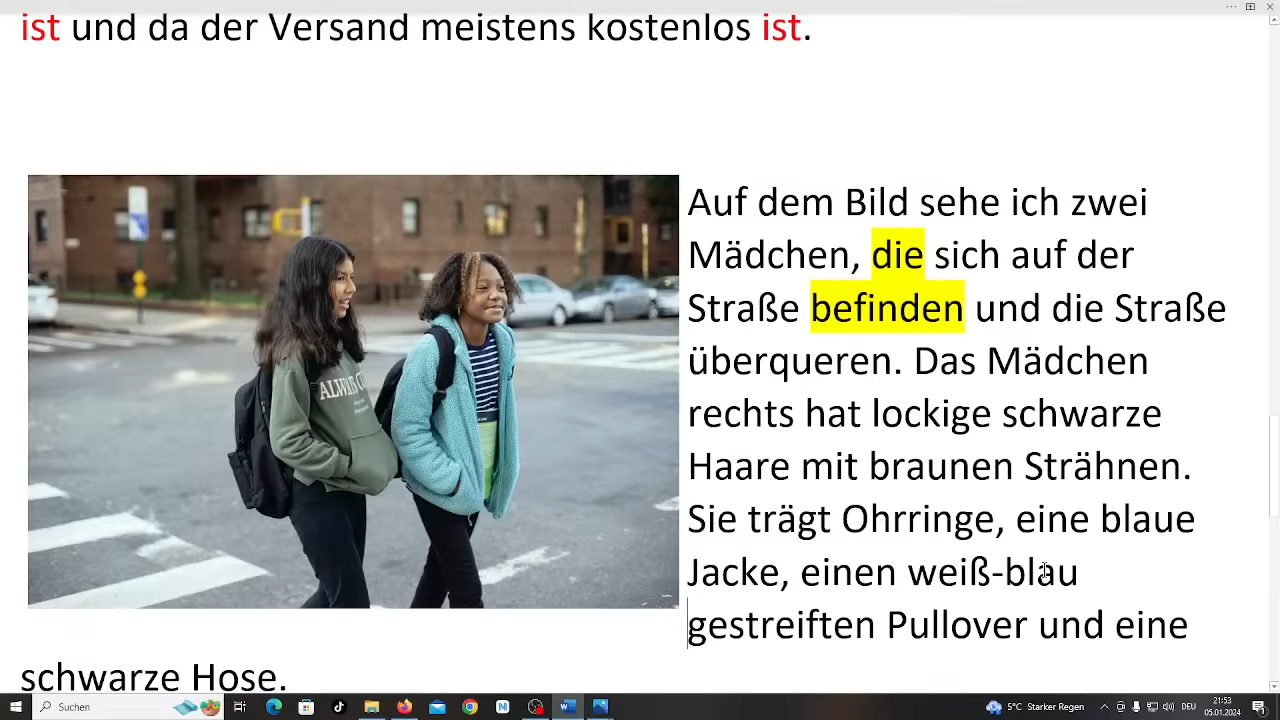 ist und da der Versand meistens kostenlos ist.
Auf dem Bild sehe ich zwei
Mädchen, die sich auf der
Straße befinden und die Straße
überqueren. Das Mädchen
rechts hat lockige schwarze
Haare mit braunen Strähnen.
Sie trägt Ohrringe, eine blaue
Jacke, einen weiß-blau
gestreiften Pullover und eine
schwarze Hose.
ALWAYS
Suchen
5°C Starker Regen
21:53
05.01.2024